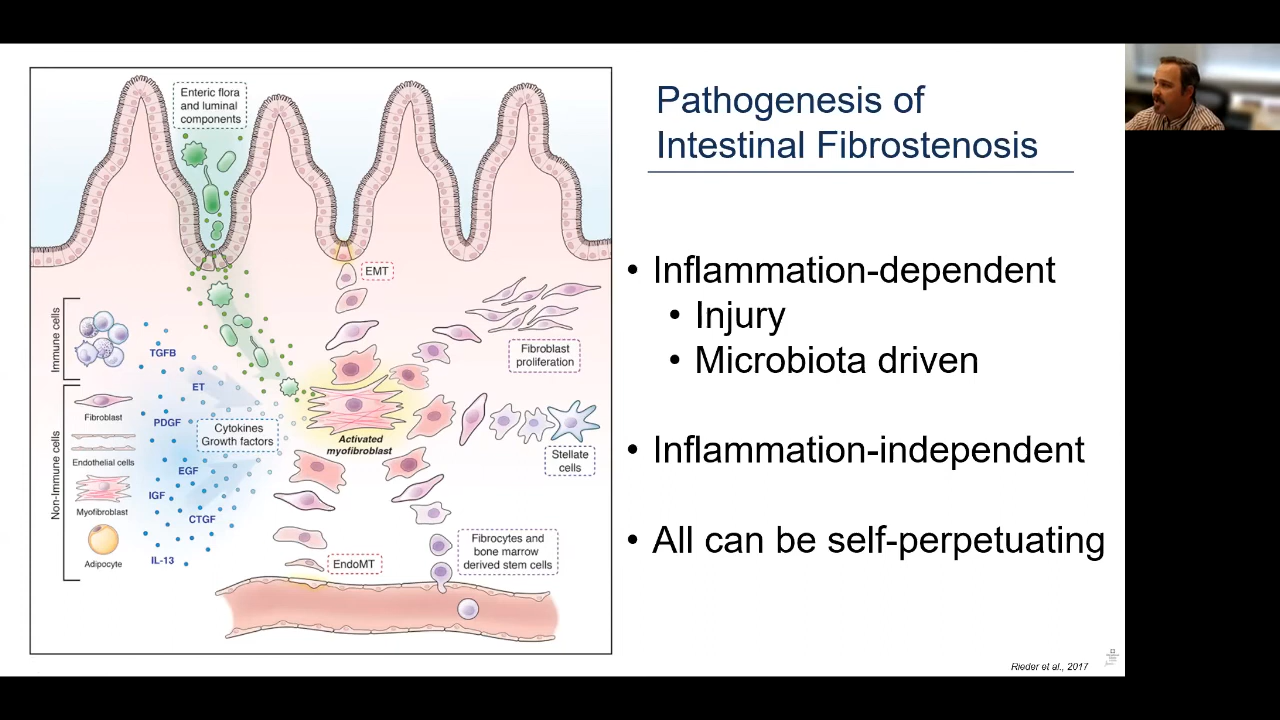 Pathogenesis of
Intestinal Fibrostenosis
• Inflammation-dependent
• Injury
• Microbiota driven
• Inflammation-independent
• All can be self-perpetuating
Enteric flora
and luminal
components
EMT
Immune cells
TGFB
ET
PDGF
Cytokines
Growth factors
EGF
IGF
CTGF
IL-13
Non-Immune cells
Fibroblast
Endothelial cells
Myofibroblast
Adipocyte
Activated
myofibroblast
Fibroblast
proliferation
Stellate
cells
Fibrocytes and
bone marrow
derived stem cells
EndoMT
Rieder et al., 2017